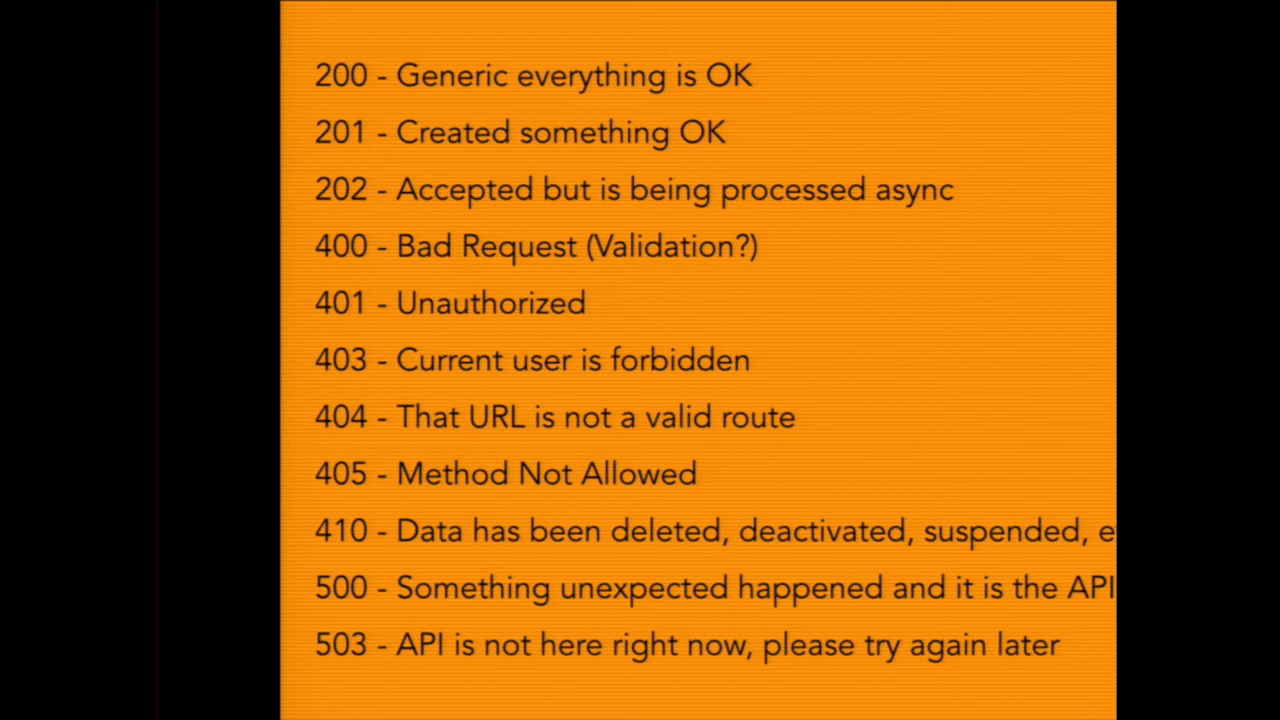 200 - Generic everything is OK
201 - Created something OK
202 - Accepted but is being processed async
400 - Bad Request (Validation?)
401 - Unauthorized
403 - Current user is forbidden
404 - That URL is not a valid route
405 - Method Not Allowed
410 - Data has been deleted, deactivated, suspended,
500 - Something unexpected happened and it is the API
503 - API is not here right now, please try again later